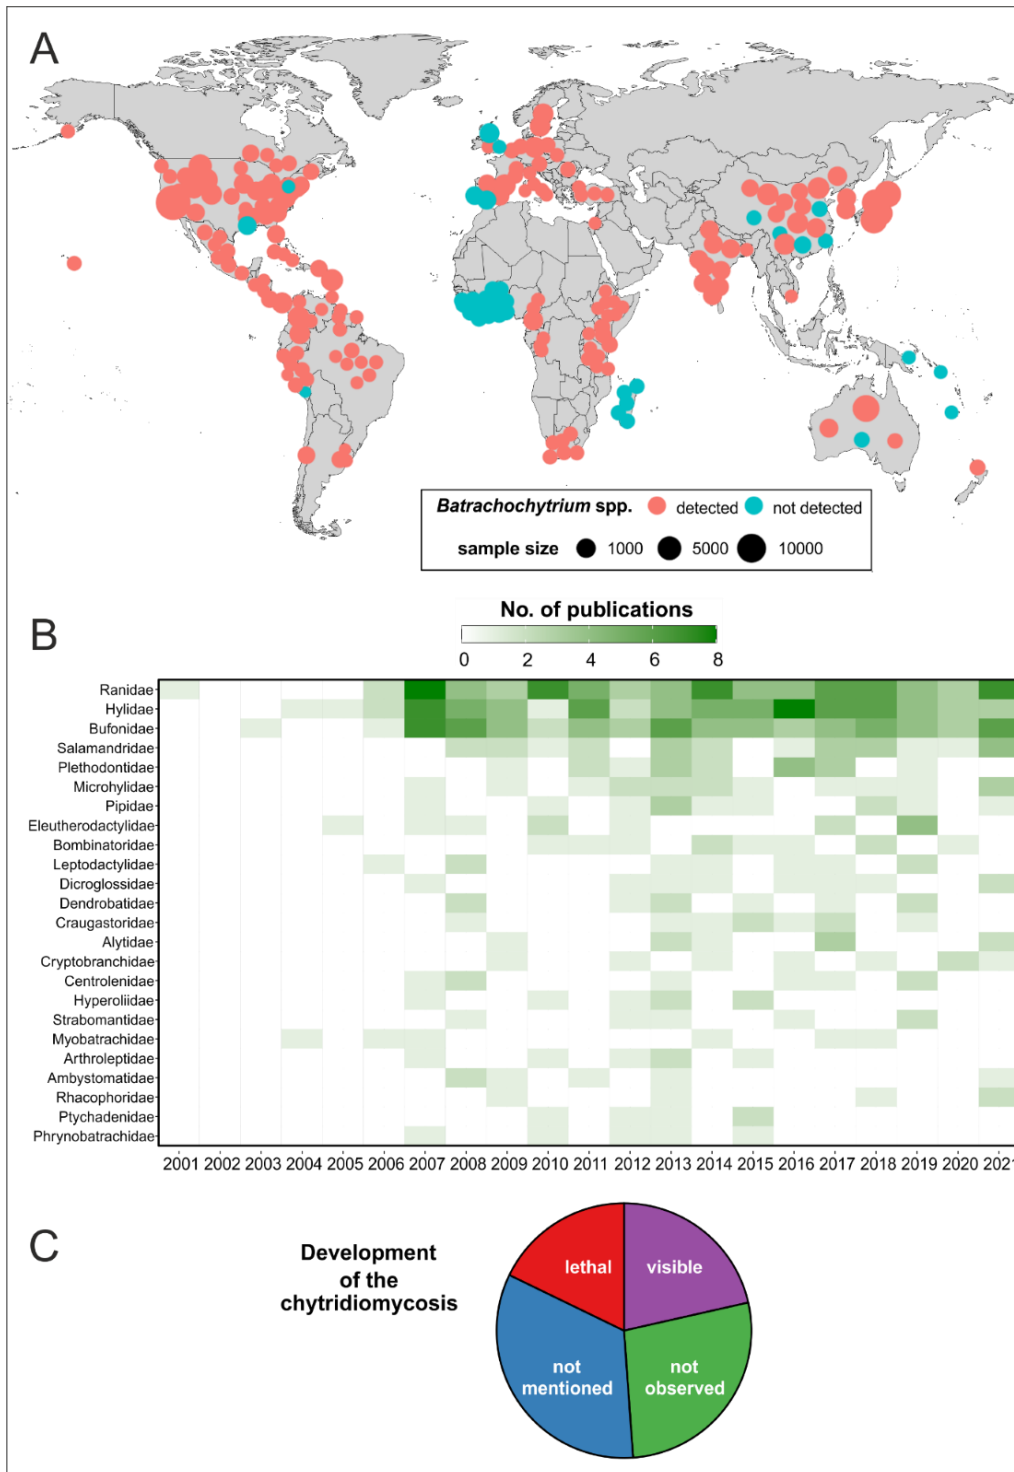 A
Batrachochytrium spp. detected not detected
sample size 1000 5000 10000
B
No. of publications
0 2 4 6 8
Ranidae
Hylidae
Bufonidae
Salamandridae
Plethodontidae
Microhylidae
Pipidae
Eleutherodactylidae
Bombinatoridae
Leptodactylidae
Dicroglossidae
Dendrobatidae
Craugastoridae
Alytidae
Cryptobranchidae
Centrolenidae
Hyperoliidae
Strabomantidae
Myobatrachidae
Arthroleptidae
Ambystomatidae
Rhacophoridae
Ptychadenidae
Phrynobatrachidae
2001 2002 2003 2004 2005 2006 2007 2008 2009 2010 2011 2012 2013 2014 2015 2016 2017 2018 2019 2020 2021
C
Development
of the
chytridiomycosis
lethal
visible
not
mentioned
not
observed